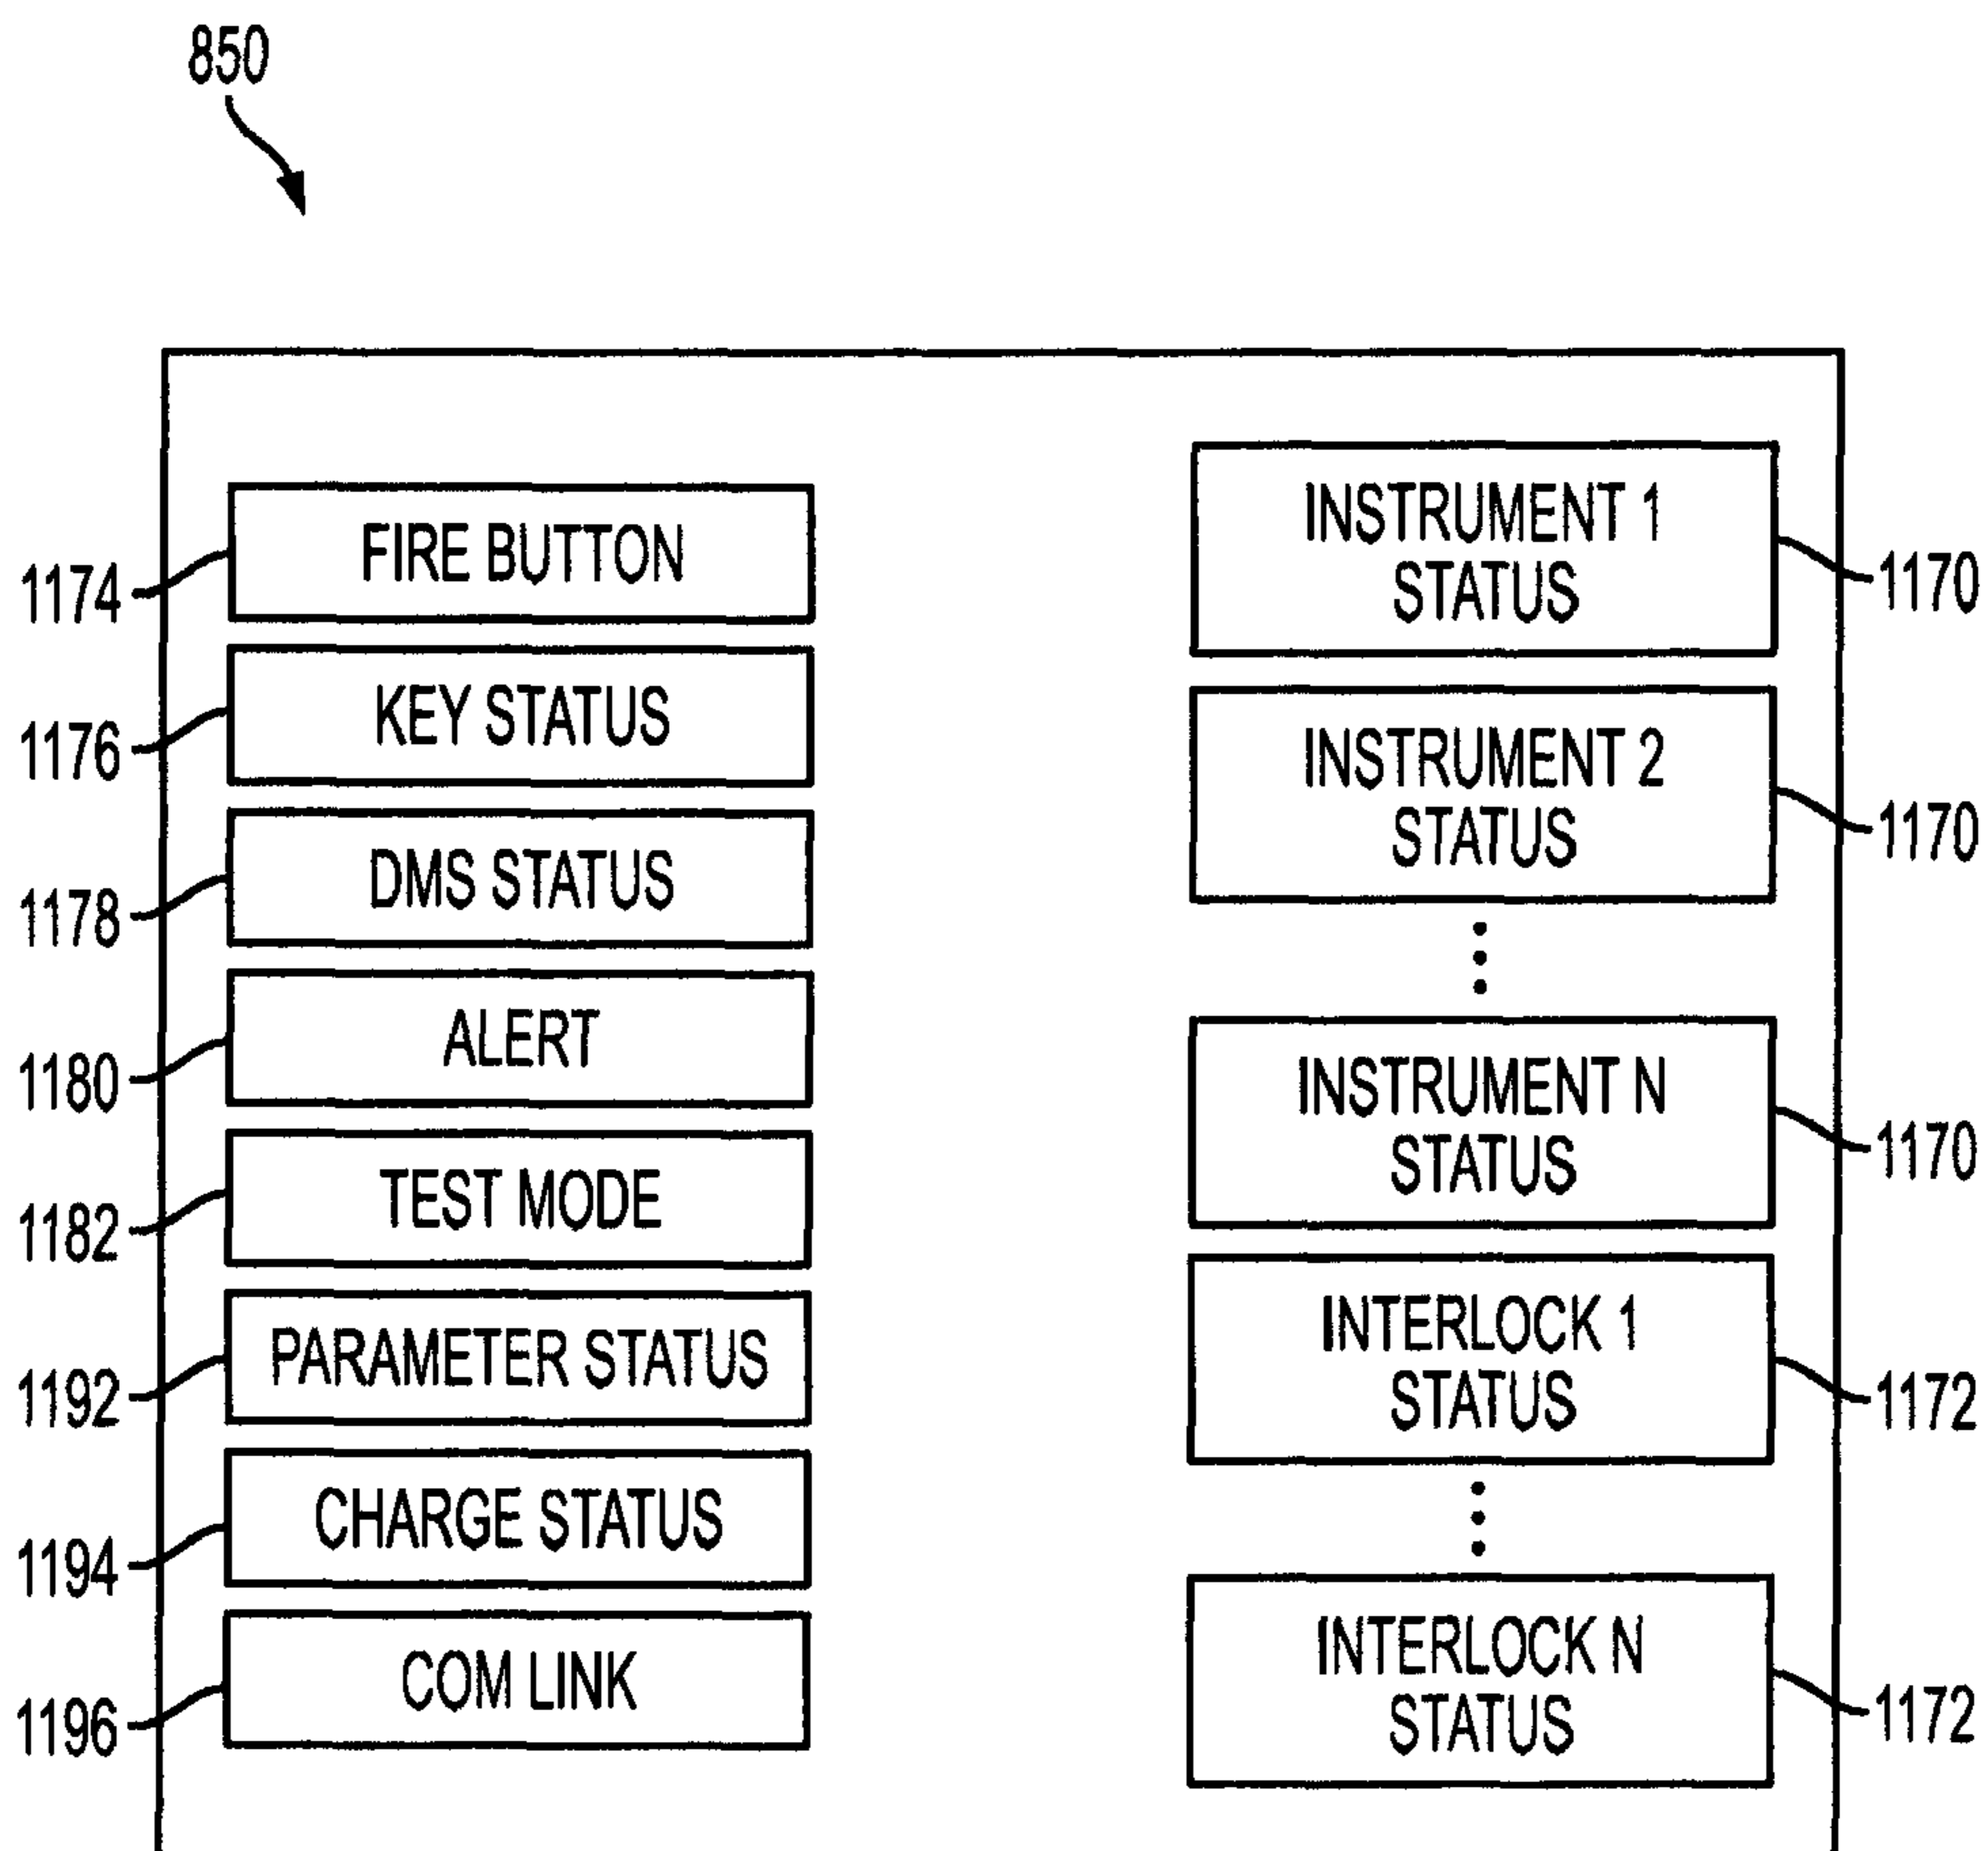 850
1174
FIRE BUTTON
1176
KEY STATUS
1178
DMS STATUS
1180
ALERT
1182
TEST MODE
1192
PARAMETER STATUS
1194
CHARGE STATUS
1196
COM LINK
INSTRUMENT 1
STATUS
1170
INSTRUMENT 2
STATUS
1170
INSTRUMENT N
STATUS
1170
INTERLOCK 1
STATUS
1172
INTERLOCK N
STATUS
1172